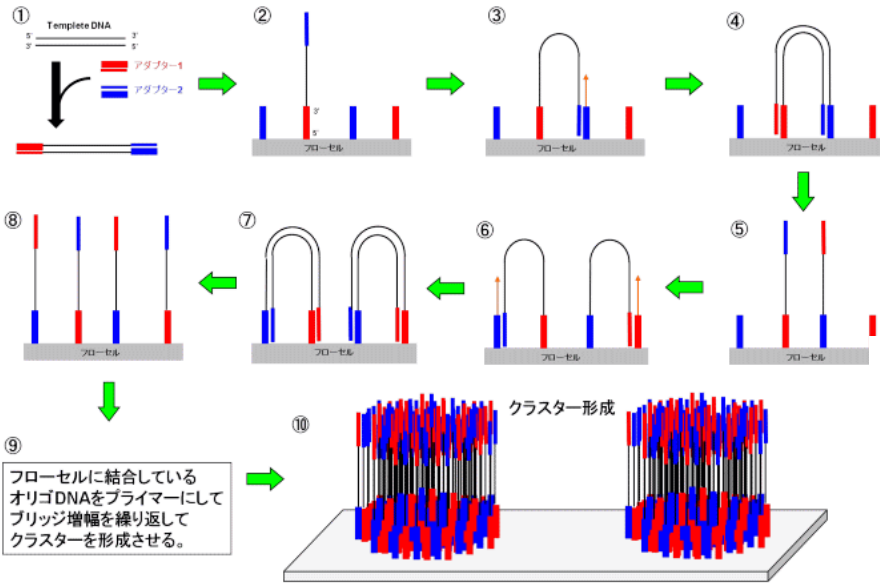 ①
Templete DNA
5' 3'
3' 5'
アダプター1
アダプター2
②
3'
5'
フローセル
③
フローセル
④
フローセル
⑤
フローセル
⑥
フローセル
⑦
フローセル
⑧
フローセル
⑨
フローセルに結合している
オリゴDNAをプライマーにして
ブリッジ増幅を繰り返して
クラスターを形成させる。
⑩
クラスター形成